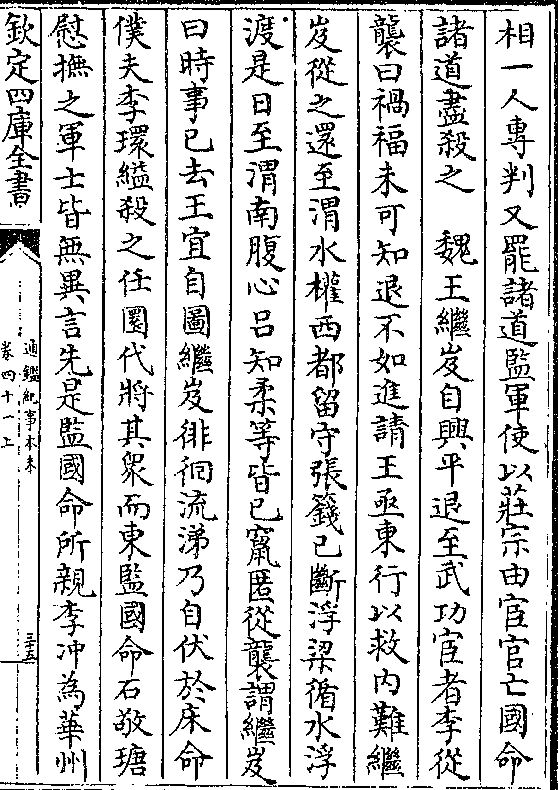 相一人專判又罷諸道監軍使以莊宗由宦官亡國命
諸道盡殺之　魏王繼岌自興平退至武功宦者李從
襲曰禍福未可知退不如進請王亟東行以救内難繼
岌從之還至渭水權西都留守張籛已斷浮梁循水浮
渡是日至渭南腹心吕知柔等皆已竄匿從襲謂繼岌
曰時事已去王宜自圖繼岌徘徊流涕乃自伏於床命
僕夫李環縊殺之任圜代將其衆而東監國命石敬瑭
慰撫之軍士皆無異言先是監國命所親李冲為華州
欽定四庫全書
通鑑紀事本末
卷四十一上
三十五